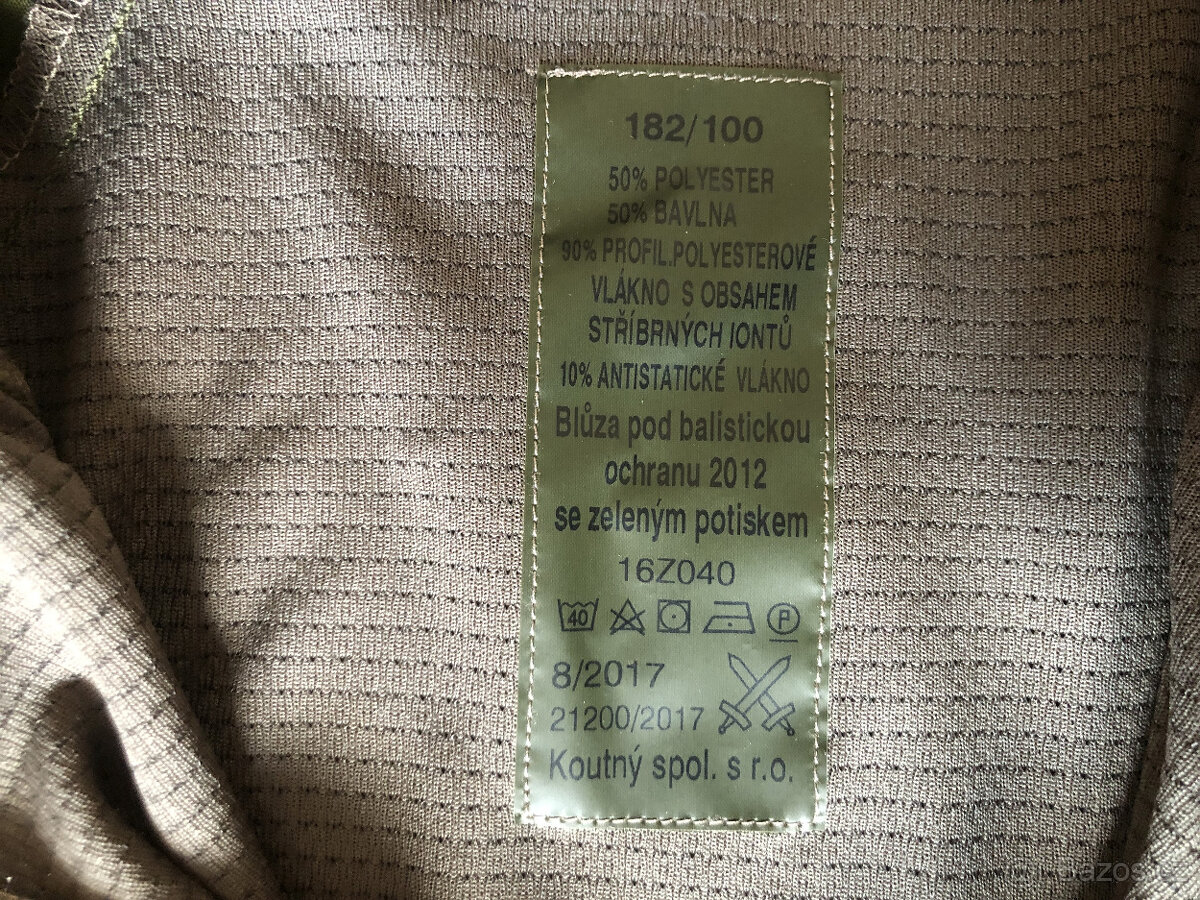 182/100
50% POLYESTER
50% BAVLNA
90% PROFIL.POLYESTEROVÉ
VLÁKNO S OBSAHEM
STŘÍBRNÝCH IONTŮ
10% ANTISTATICKÉ VLÁKNO
Blůza pod balistickou
ochranu 2012
se zeleným potiskem
16Z040
40 P
8/2017
21200/2017
Koutný spol. s r.o.